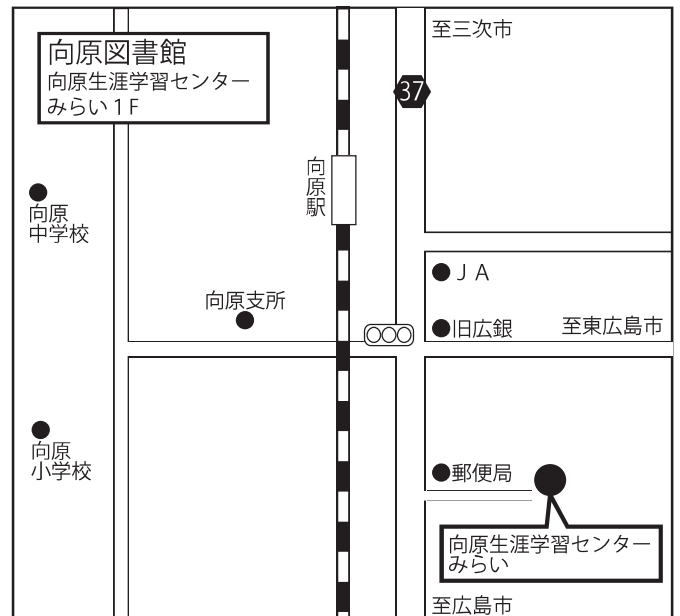 向原図書館
向原生涯学習センター
みらい１F
至三次市
37
向原駅
向原
中学校
ＪＡ
向原支所
旧広銀
至東広島市
向原
小学校
郵便局
向原生涯学習センター
みらい
至広島市